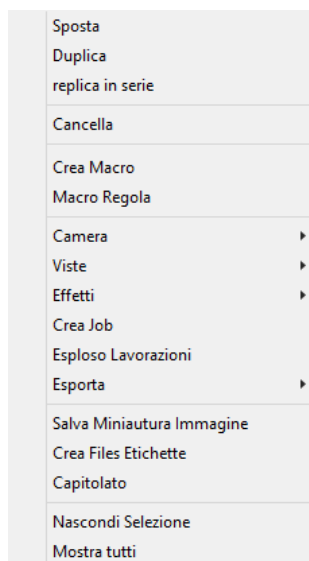 Sposta
Duplica
replica in serie
Cancella
Crea Macro
Macro Regola
Camera
Viste
Effetti
Crea Job
Esploso Lavorazioni
Esporta
Salva Miniautura Immagine
Crea Files Etichette
Capitolato
Nascondi Selezione
Mostra tutti